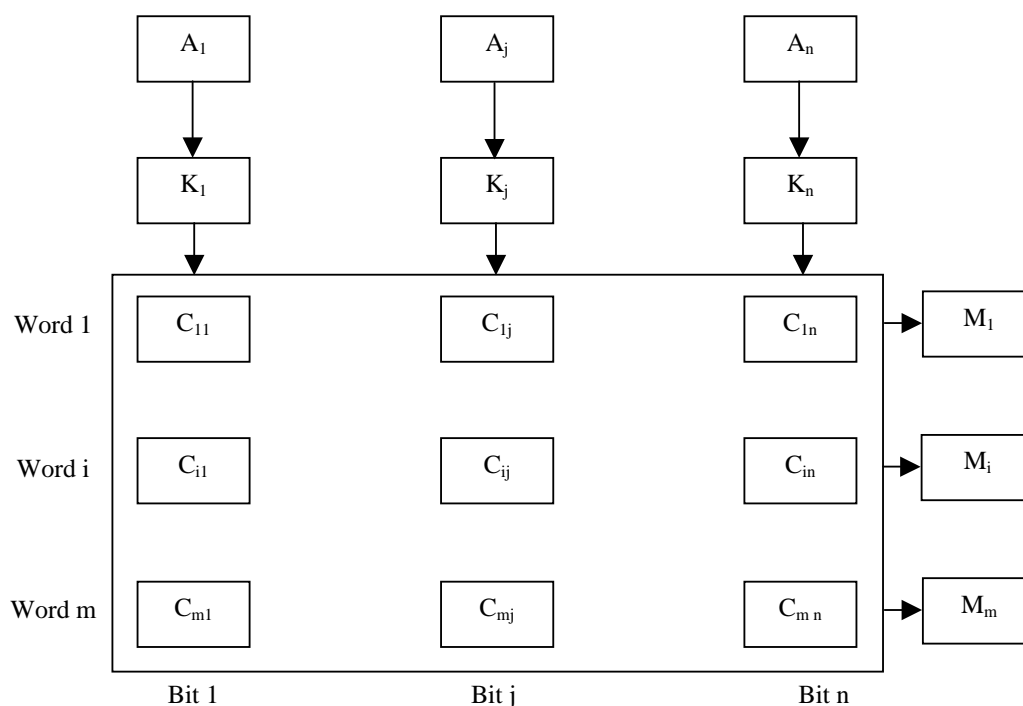 A₁ Aⱼ Aₙ
K₁ Kⱼ Kₙ
Word 1 C₁₁ C₁ⱼ C₁ₙ M₁
Word i Cᵢ₁ Cᵢⱼ Cᵢₙ Mᵢ
Word m Cₘ₁ Cₘⱼ Cₘ ₙ Mₘ
Bit 1 Bit j Bit n